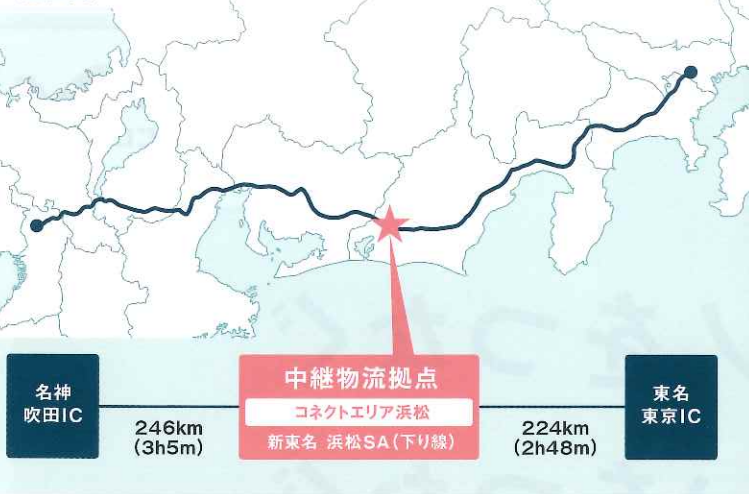 名神
吹田IC
246km
(3h5m)
中継物流拠点
コネクトエリア浜松
新東名 浜松SA(下り線)
224km
(2h48m)
東名
東京IC